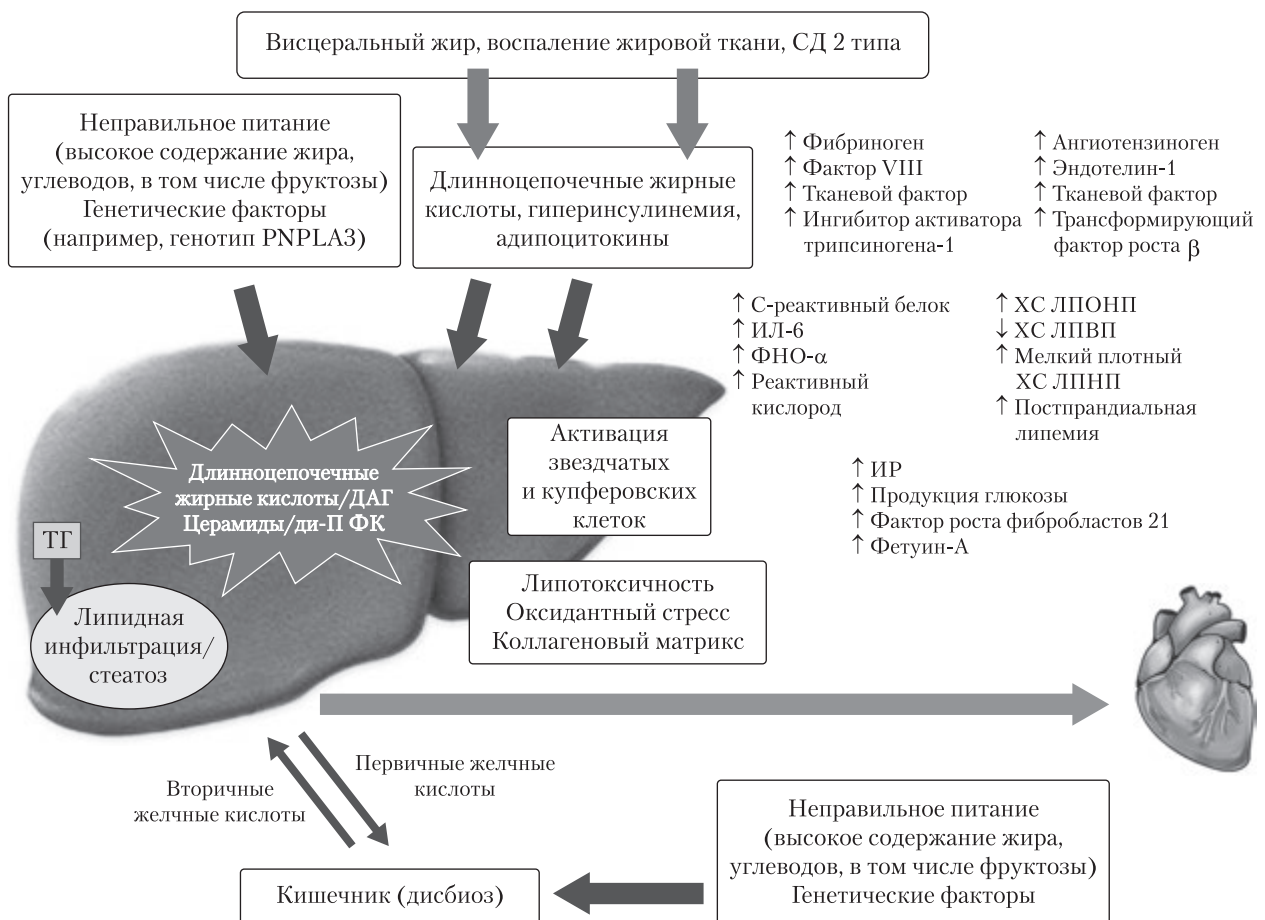 Висцеральный жир, воспаление жировой ткани, СД 2 типа
Неправильное питание
(высокое содержание жира,
углеводов, в том числе фруктозы)
Генетические факторы
(например, генотип PNPLA3)
Длинноцепочечные жирные
кислоты, гиперинсулинемия,
адипоцитокины
↑ Фибриноген
↑ Фактор VIII
↑ Тканевой фактор
↑ Ингибитор активатора
трипсиногена-1
↑ Ангиотензиноген
↑ Эндотелин-1
↑ Тканевой фактор
↑ Трансформирующий
фактор роста β
↑ С-реактивный белок
↑ ИЛ-6
↑ ФНО-α
↑ Реактивный
кислород
↑ ХС ЛПОНП
↓ ХС ЛПВП
↑ Мелкий плотный
ХС ЛПНП
↑ Постпрандиальная
липемия
↑ ИР
↑ Продукция глюкозы
↑ Фактор роста фибробластов 21
↑ Фетуин-А
Длинноцепочечные
жирные кислоты/ДАГ
Церамиды/ди-П ФК
Активация
звездчатых
и купферовских
клеток
ТГ
Липидная
инфильтрация/
стеатоз
Липотоксичность
Оксидантный стресс
Коллагеновый матрикс
Первичные желчные
кислоты
Вторичные
желчные кислоты
Неправильное питание
(высокое содержание жира,
углеводов, в том числе фруктозы)
Генетические факторы
Кишечник (дисбиоз)